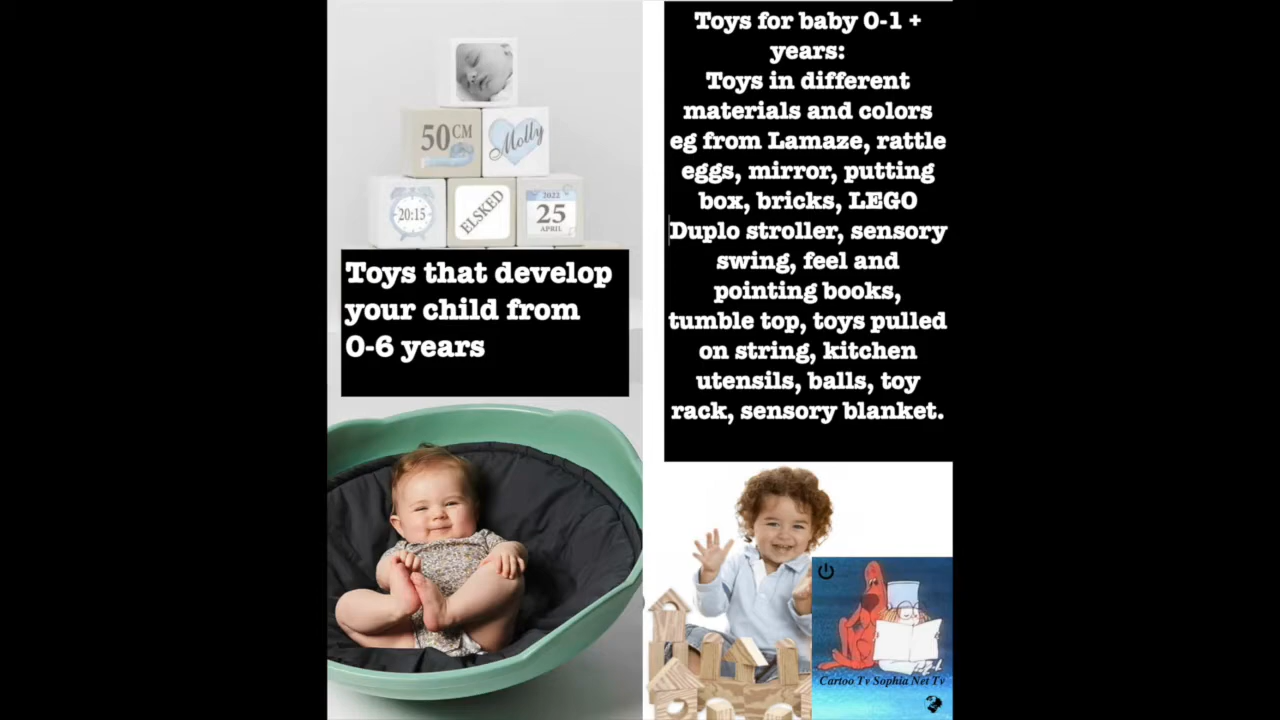 50CM
Molly
20:15
ELSKED
2022
25
APRIL
Toys that develop
your child from
0-6 years
Toys for baby 0-1 +
years:
Toys in different
materials and colors
eg from Lamaze, rattle
eggs, mirror, putting
box, bricks, LEGO
Duplo stroller, sensory
swing, feel and
pointing books,
tumble top, toys pulled
on string, kitchen
utensils, balls, toy
rack, sensory blanket.
Cartoo Tv Sophia Net Tv